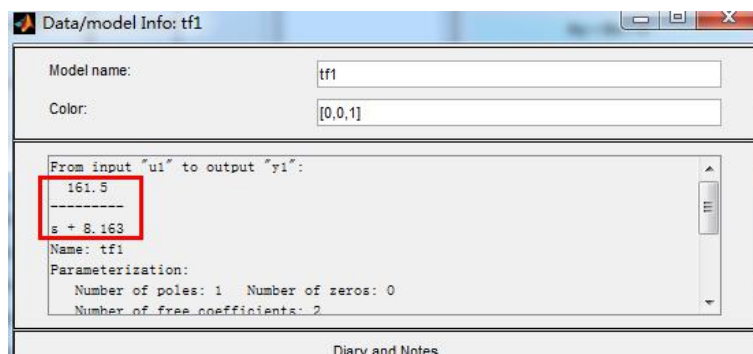 Data/model Info: tf1
Model name:
tf1
Color:
[0,0,1]
From input "u1" to output "y1":
161.5
---------
s + 8.163
Name: tf1
Parameterization:
Number of poles: 1   Number of zeros: 0
Number of free coefficients: 2
Diary and Notes